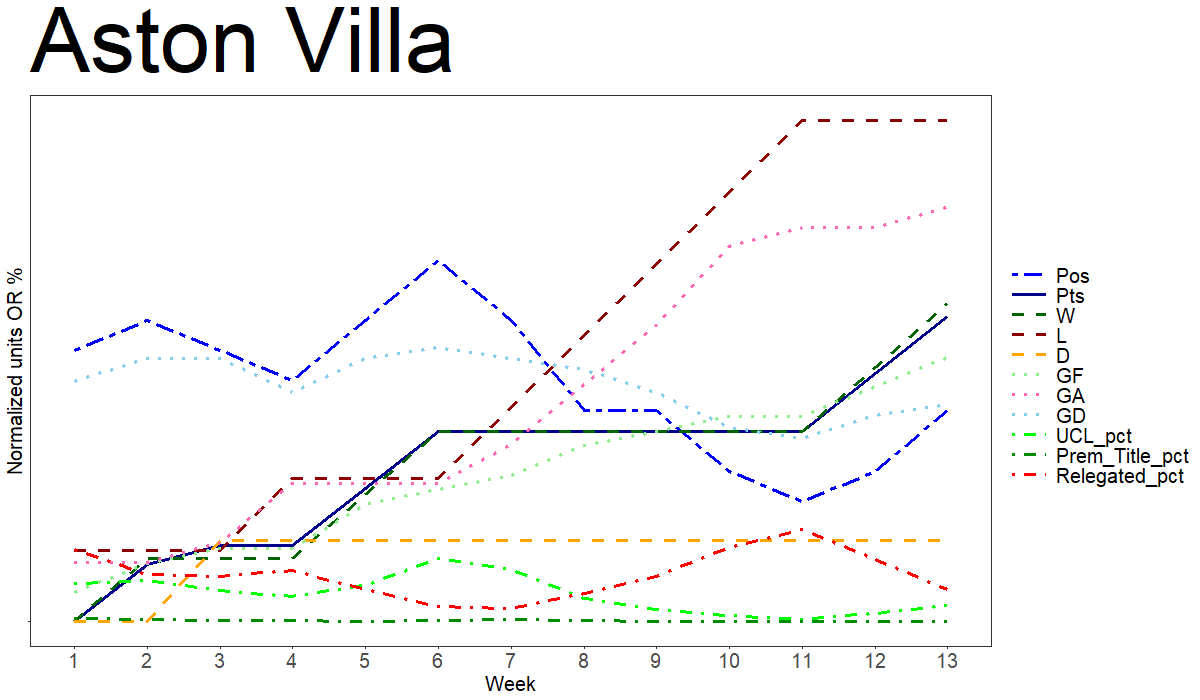 Aston Villa
Normalized units OR %
Pos
Pts
W
L
D
GF
GA
GD
UCL_pct
Prem_Title_pct
Relegated_pct
1 2 3 4 5 6 7 8 9 10 11 12 13
Week